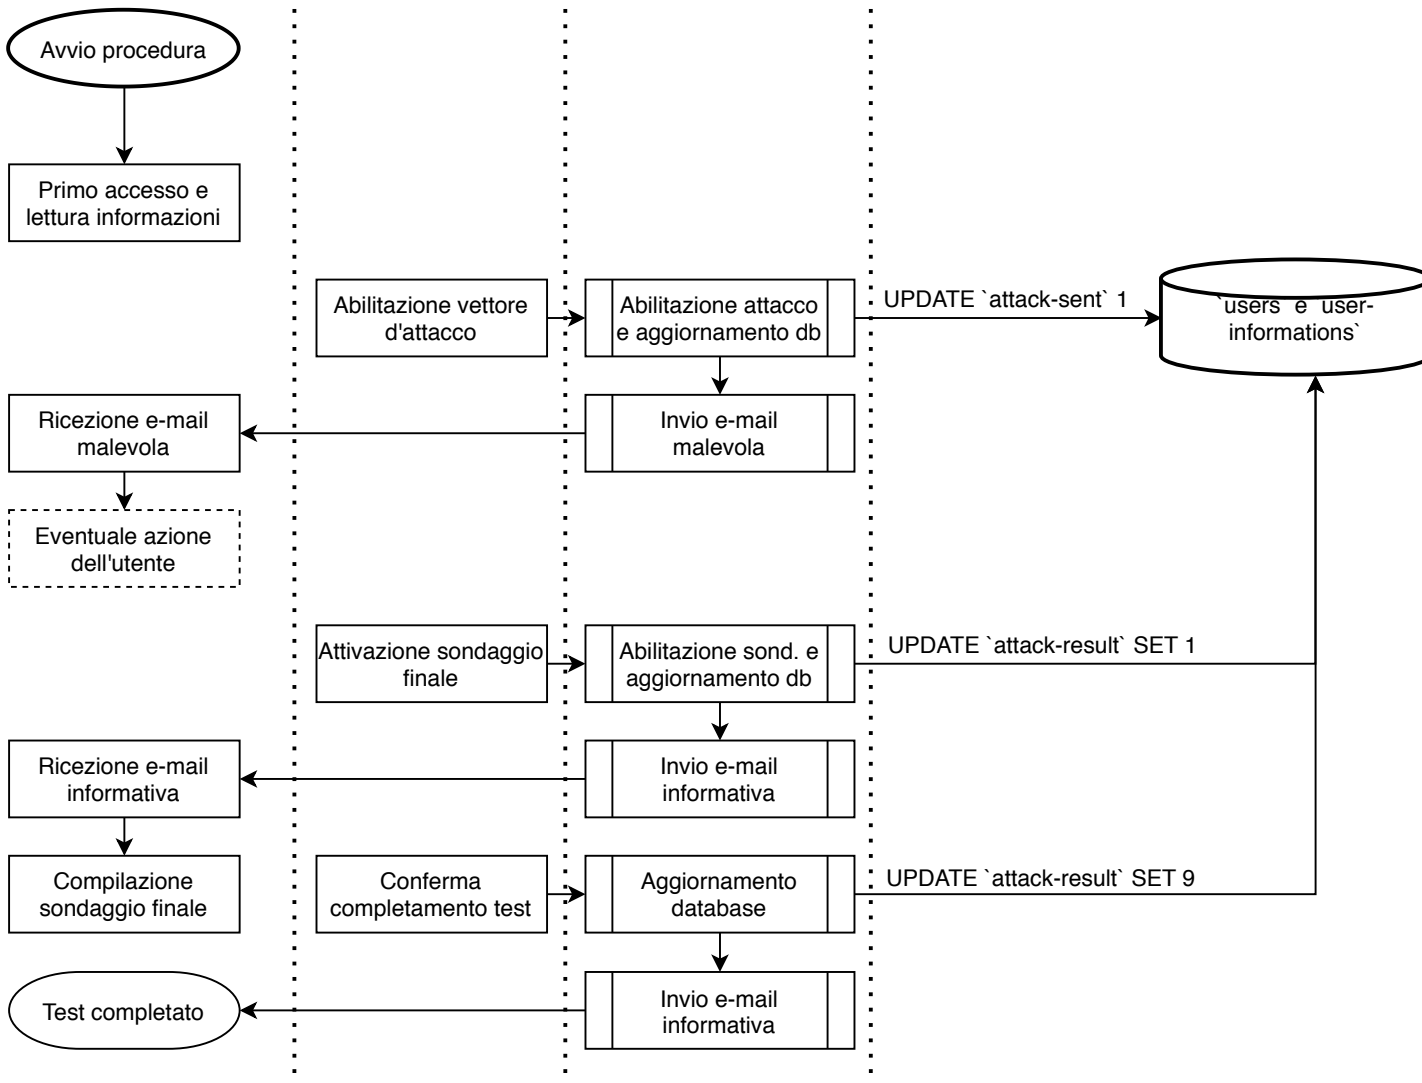 Avvio procedura
Primo accesso e
lettura informazioni
Abilitazione vettore
d'attacco
Abilitazione attacco
e aggiornamento db
UPDATE `attack-sent` 1
`users e user-
informations`
Ricezione e-mail
malevola
Invio e-mail
malevola
Eventuale azione
dell'utente
Attivazione sondaggio
finale
Abilitazione sond. e
aggiornamento db
UPDATE `attack-result` SET 1
Ricezione e-mail
informativa
Invio e-mail
informativa
Compilazione
sondaggio finale
Conferma
completamento test
Aggiornamento
database
UPDATE `attack-result` SET 9
Test completato
Invio e-mail
informativa